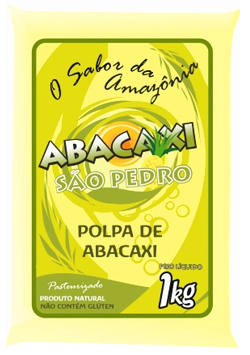 O Sabor da
Amazônia
ABACAXI
SÃO PEDRO
POLPA DE
ABACAXI
PESO LÍQUIDO
1kg
Pasteurizado
PRODUTO NATURAL
NÃO CONTÉM GLÚTEN